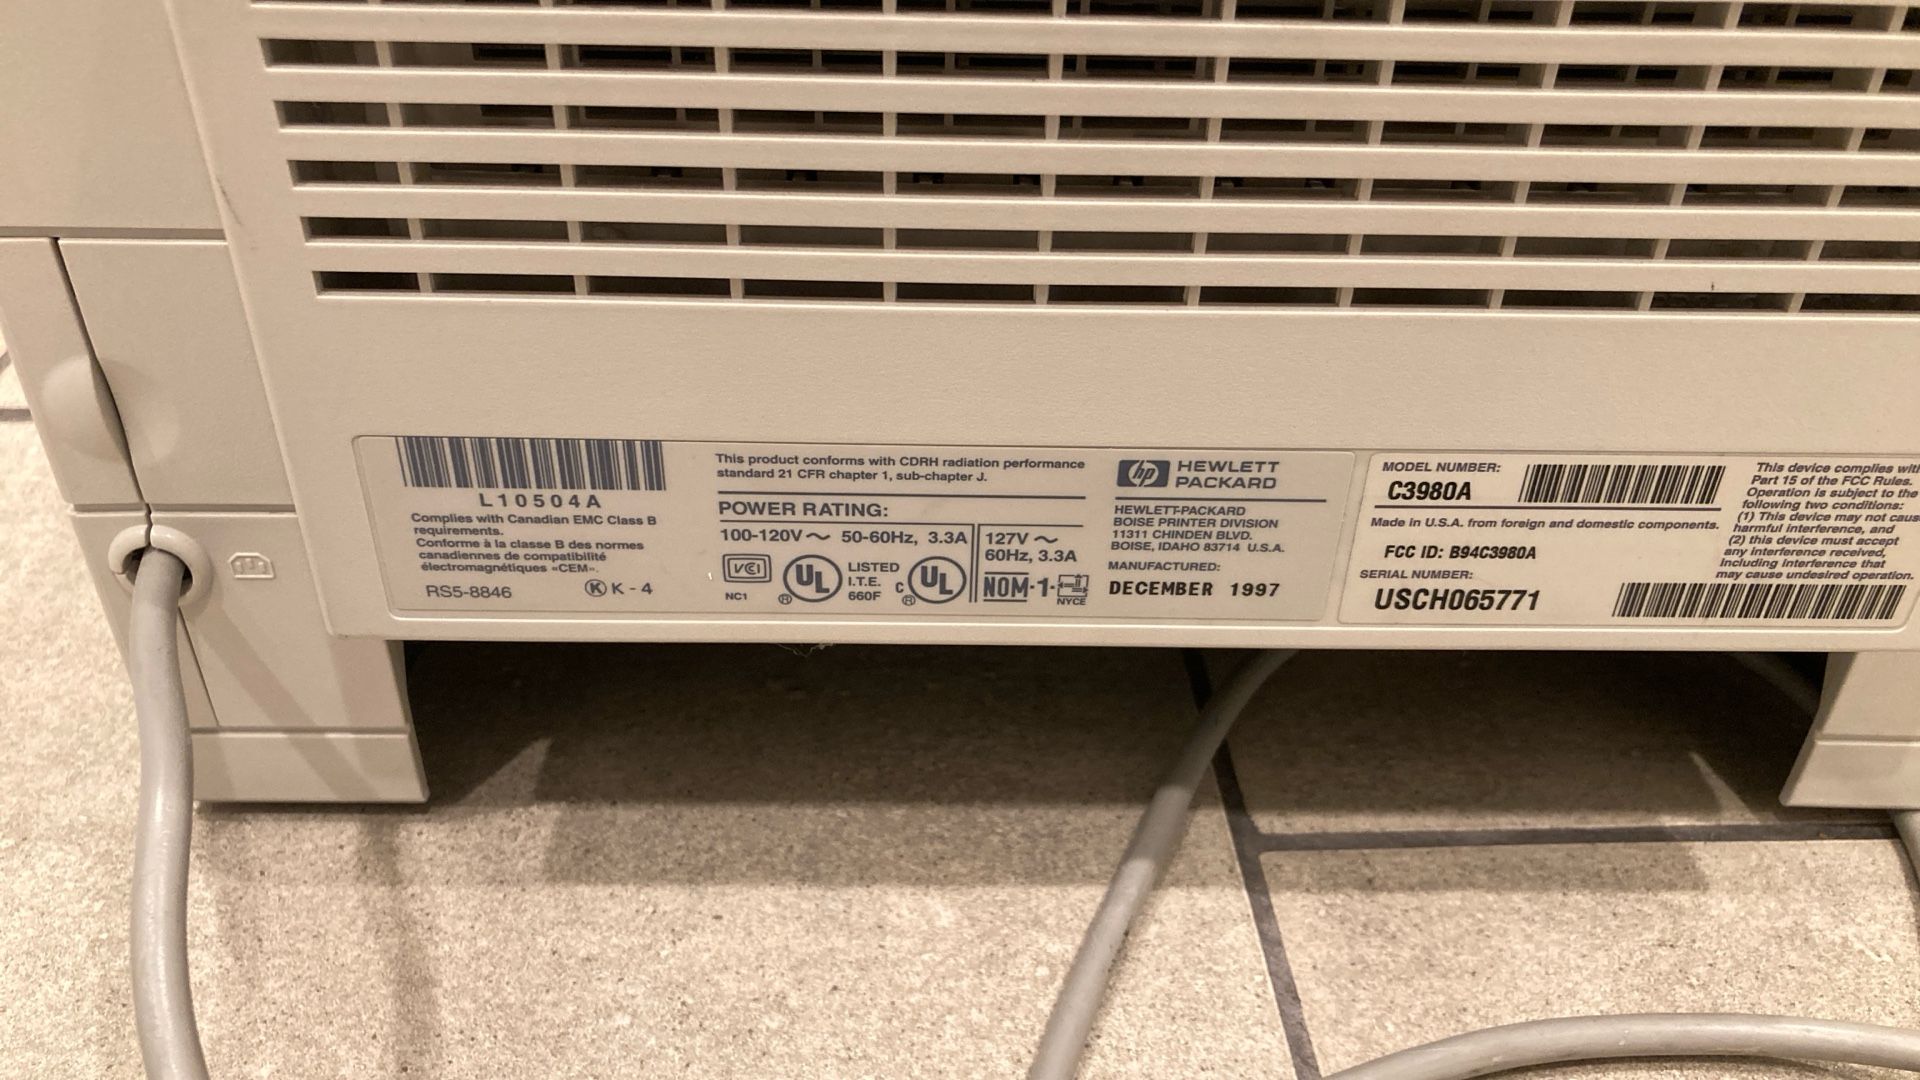 L10504A
Complies with Canadian EMC Class B
requirements.
Conforme à la classe B des normes
canadiennes de compatibilité
électromagnétiques «CEM».
RS5-8846
K K-4
This product conforms with CDRH radiation performance
standard 21 CFR chapter 1, sub-chapter J.
POWER RATING:
100-120V~ 50-60Hz, 3.3A
127V~
60Hz, 3.3A
VCCI
NC1
UL
®
LISTED
I.T.E.
660F
C UL
®
NOM-1-
NYCE
hp HEWLETT
PACKARD
HEWLETT-PACKARD
BOISE PRINTER DIVISION
11311 CHINDEN BLVD.
BOISE, IDAHO 83714 U.S.A.
MANUFACTURED:
DECEMBER 1997
MODEL NUMBER:
C3980A
Made in U.S.A. from foreign and domestic components.
FCC ID: B94C3980A
SERIAL NUMBER:
USCH065771
This device complies with
Part 15 of the FCC Rules.
Operation is subject to the
following two conditions:
(1) This device may not caus
harmful interference, and
(2) this device must accept
any interference received,
including interference that
may cause undesired operation.